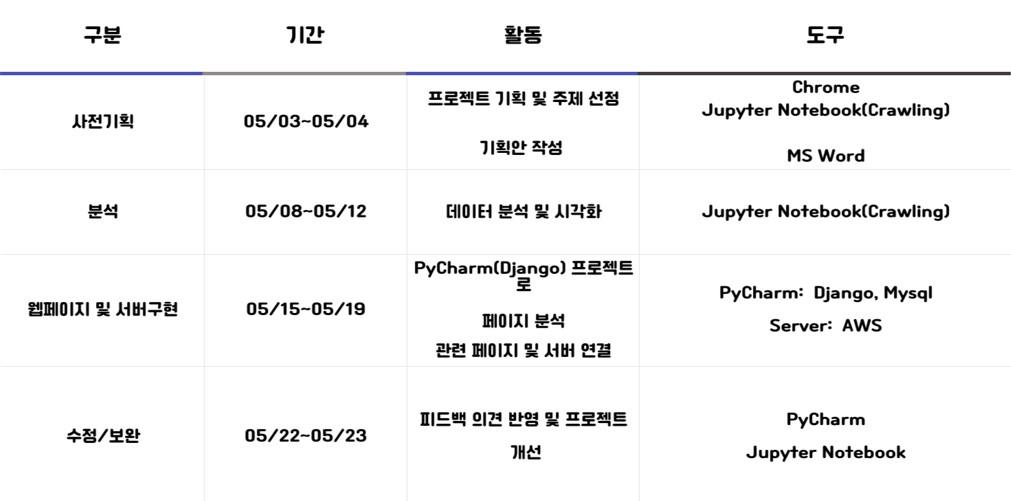 구분 기간 활동 도구
사전기획 05/03~05/04 프로젝트 기획 및 주제 선정
기획안 작성
Chrome
Jupyter Notebook(Crawling)
MS Word
분석 05/08~05/12 데이터 분석 및 시각화 Jupyter Notebook(Crawling)
웹페이지 및 서버구현 05/15~05/19 PyCharm(Django) 프로젝트
로
페이지 분석
관련 페이지 및 서버 연결
PyCharm: Django, Mysql
Server: AWS
수정/보완 05/22~05/23 피드백 의견 반영 및 프로젝트
개선
PyCharm
Jupyter Notebook